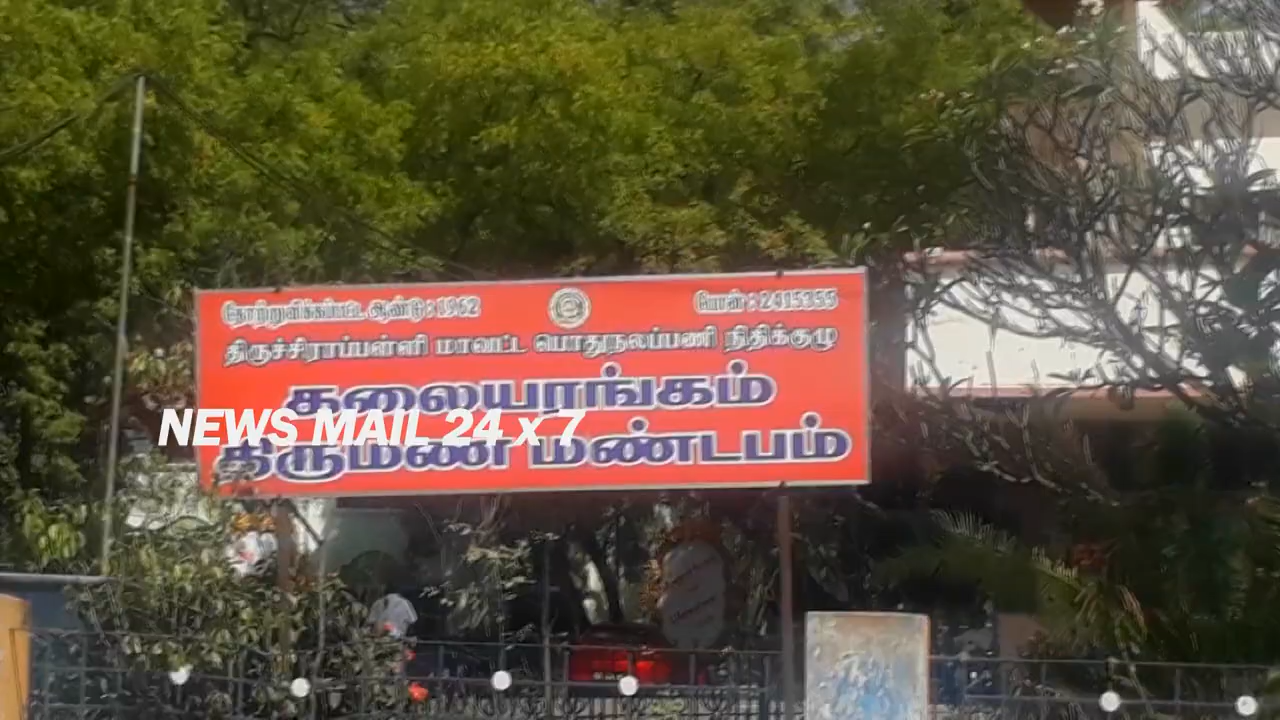 தோற்றுவிக்கப்பட்ட ஆண்டு : 1962 போன் : 2415355
திருச்சிராப்பள்ளி மாவட்ட பொதுநலப்பணி நிதிக்குழு
கலையரங்கம்
திருமண மண்டபம்
NEWS MAIL 24 x 7